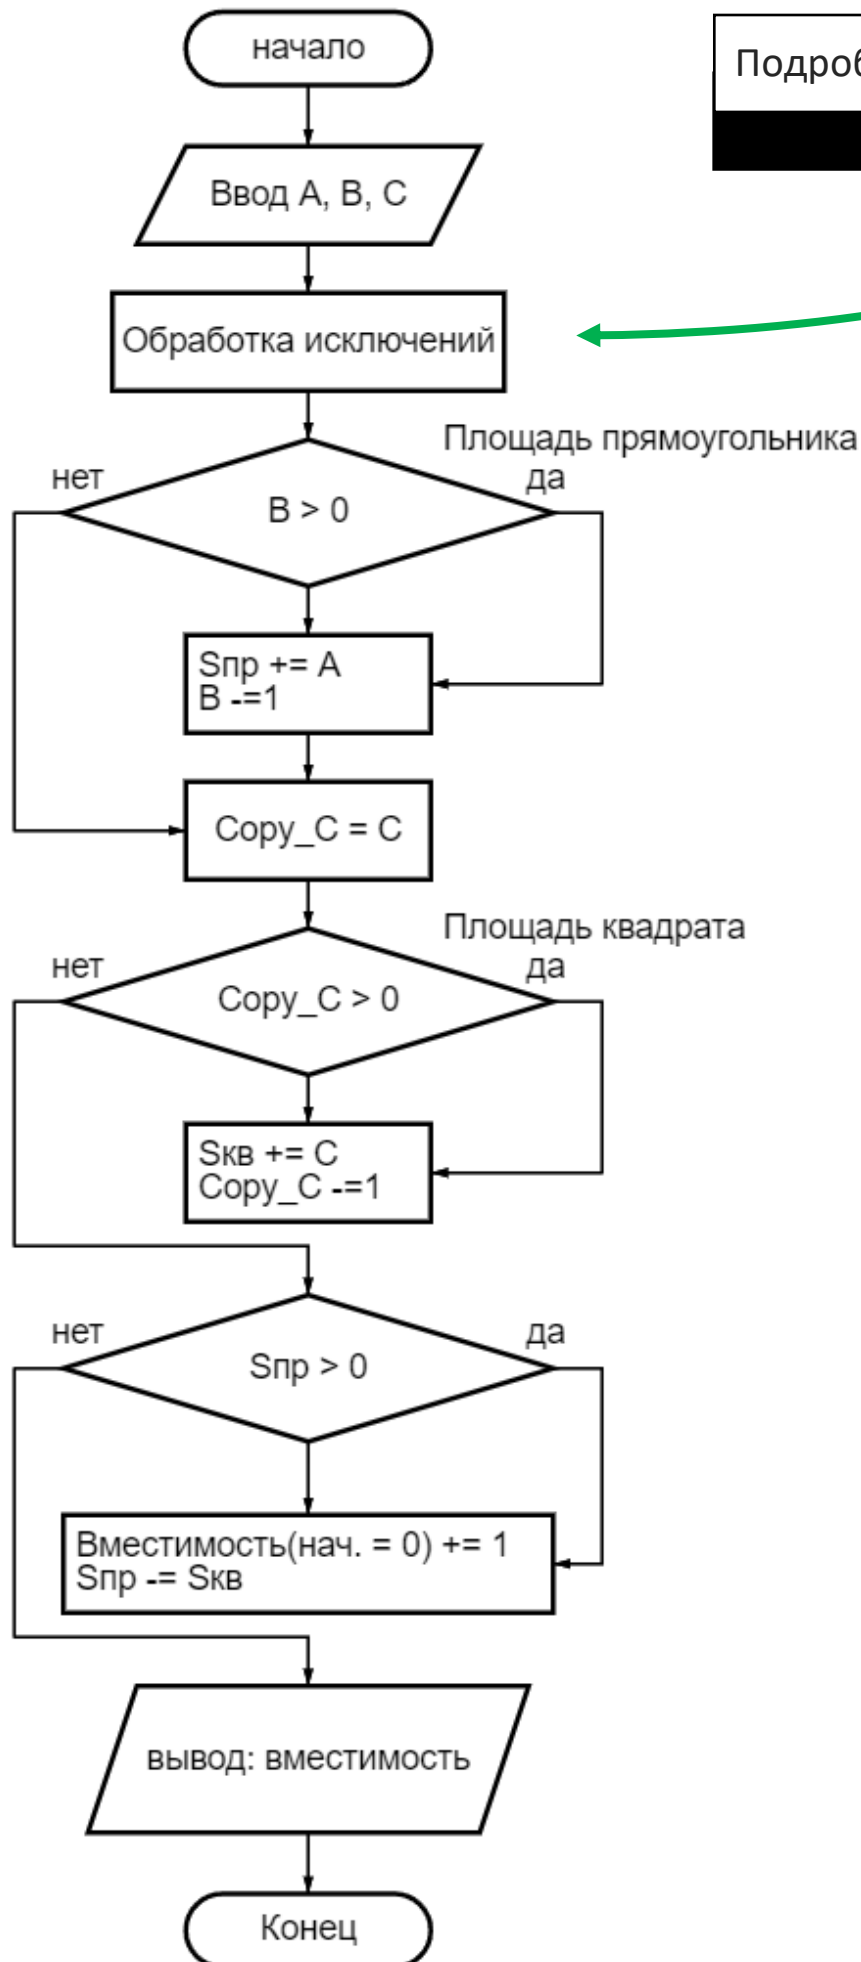 начало
Ввод А, В, С
Обработка исключений
Площадь прямоугольника
нет
да
В > 0
Sпр += А
В -=1
Copy_C = C
Площадь квадрата
нет
да
Copy_C > 0
Sкв += С
Copy_C -=1
нет
да
Sпр > 0
Вместимость(нач. = 0) += 1
Sпр -= Sкв
вывод: вместимость
Конец